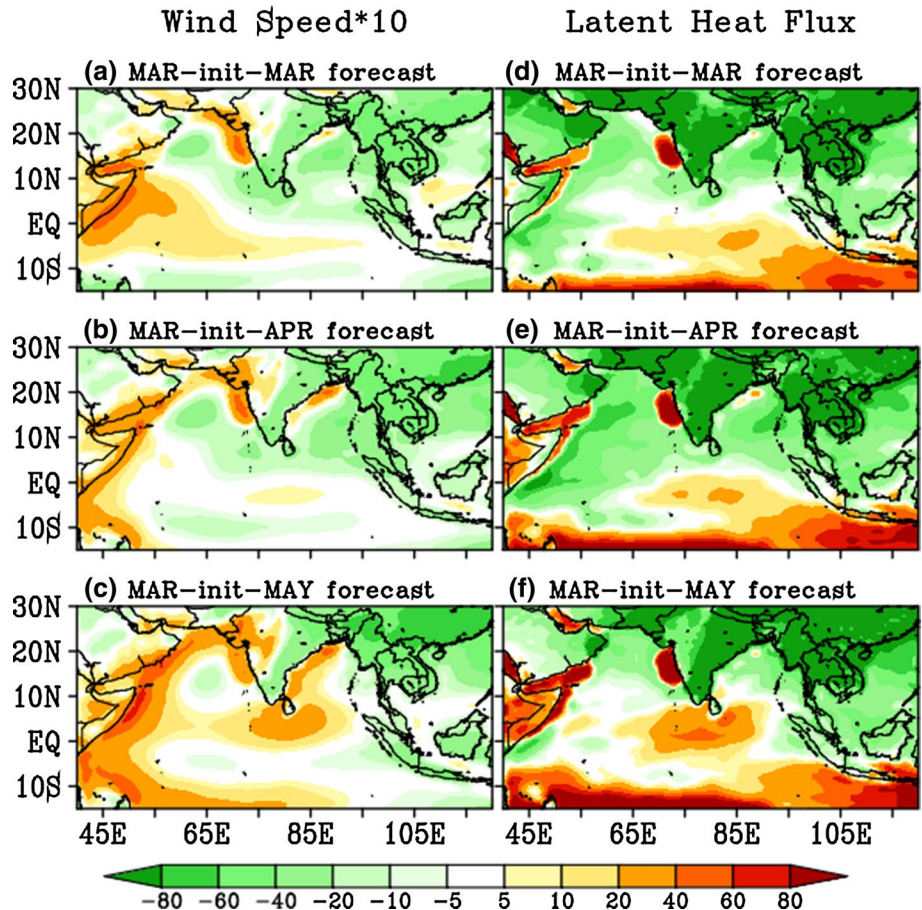 Wind Speed*10
Latent Heat Flux
(a) MAR-init-MAR forecast
(d) MAR-init-MAR forecast
30N
20N
10N
EQ
10S
(b) MAR-init-APR forecast
(e) MAR-init-APR forecast
30N
20N
10N
EQ
10S
(c) MAR-init-MAY forecast
(f) MAR-init-MAY forecast
30N
20N
10N
EQ
10S
45E 65E 85E 105E 45E 65E 85E 105E
-80 -60 -40 -20 -10 -5 5 10 20 40 60 80